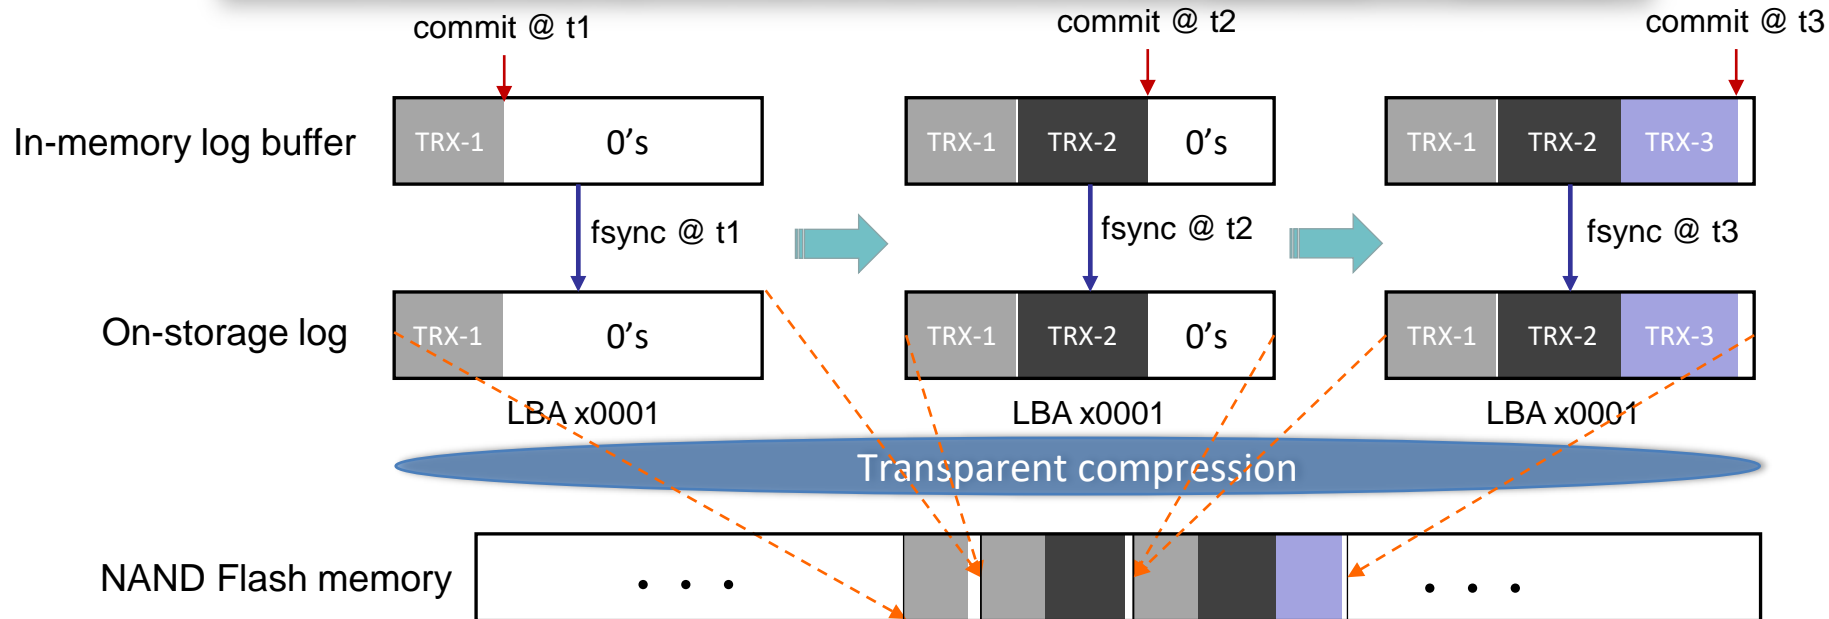 commit @ t1
commit @ t2
commit @ t3
In-memory log buffer
TRX-1 0's
TRX-1 TRX-2 0's
TRX-1 TRX-2 TRX-3
fsync @ t1
fsync @ t2
fsync @ t3
On-storage log
TRX-1 0's
TRX-1 TRX-2 0's
TRX-1 TRX-2 TRX-3
LBA x0001
LBA x0001
LBA x0001
Transparent compression
NAND Flash memory
. . .
. . .